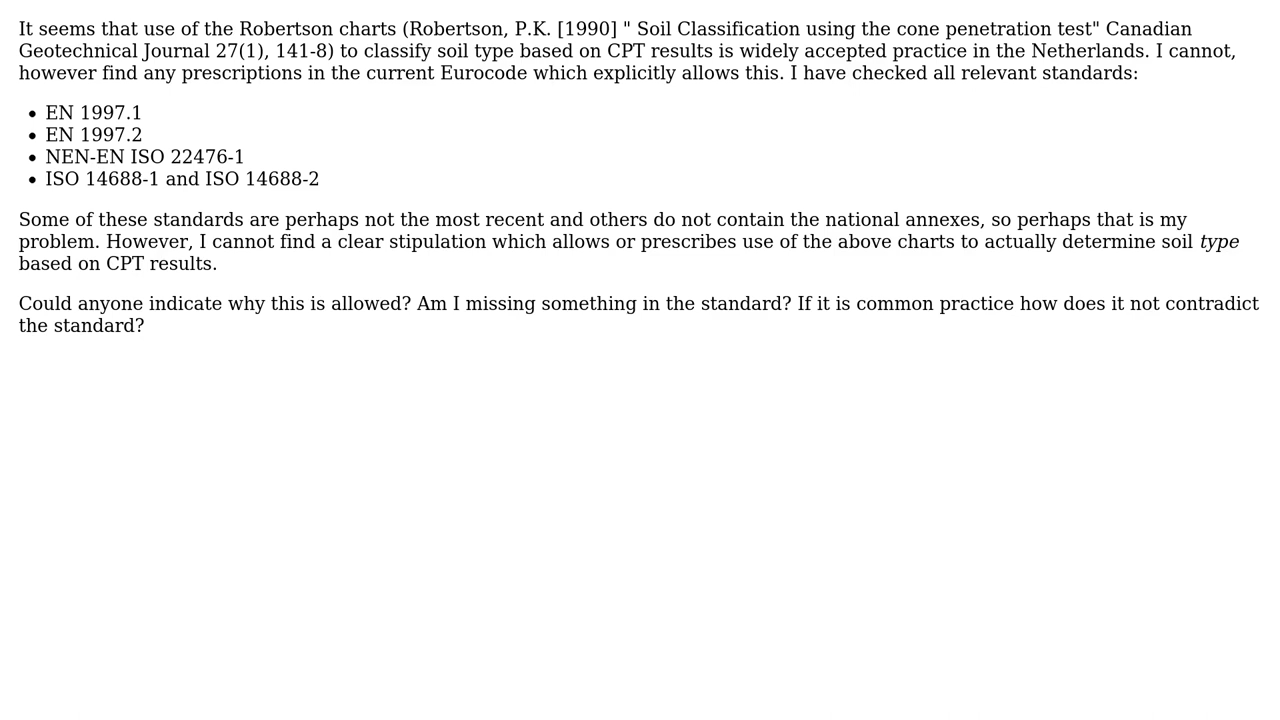 It seems that use of the Robertson charts (Robertson, P.K. [1990] " Soil Classification using the cone penetration test" Canadian
Geotechnical Journal 27(1), 141-8) to classify soil type based on CPT results is widely accepted practice in the Netherlands. I cannot,
however find any prescriptions in the current Eurocode which explicitly allows this. I have checked all relevant standards:
• EN 1997.1
• EN 1997.2
• NEN-EN ISO 22476-1
• ISO 14688-1 and ISO 14688-2
Some of these standards are perhaps not the most recent and others do not contain the national annexes, so perhaps that is my
problem. However, I cannot find a clear stipulation which allows or prescribes use of the above charts to actually determine soil type
based on CPT results.
Could anyone indicate why this is allowed? Am I missing something in the standard? If it is common practice how does it not contradict
the standard?